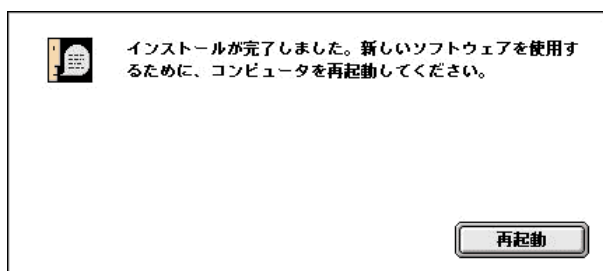 インストールが完了しました。新しいソフトウェアを使用す
るために、コンピュータを再起動してください。
再起動